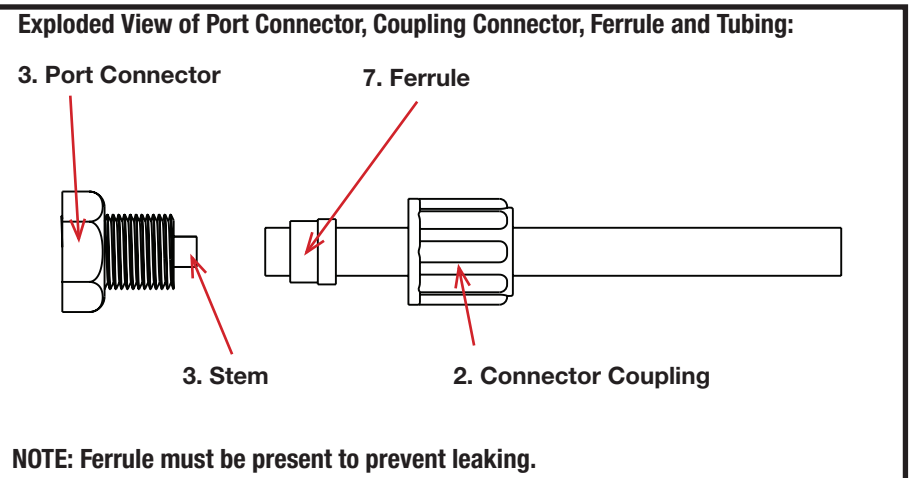 Exploded View of Port Connector, Coupling Connector, Ferrule and Tubing:
3. Port Connector
7. Ferrule
3. Stem
2. Connector Coupling
NOTE: Ferrule must be present to prevent leaking.